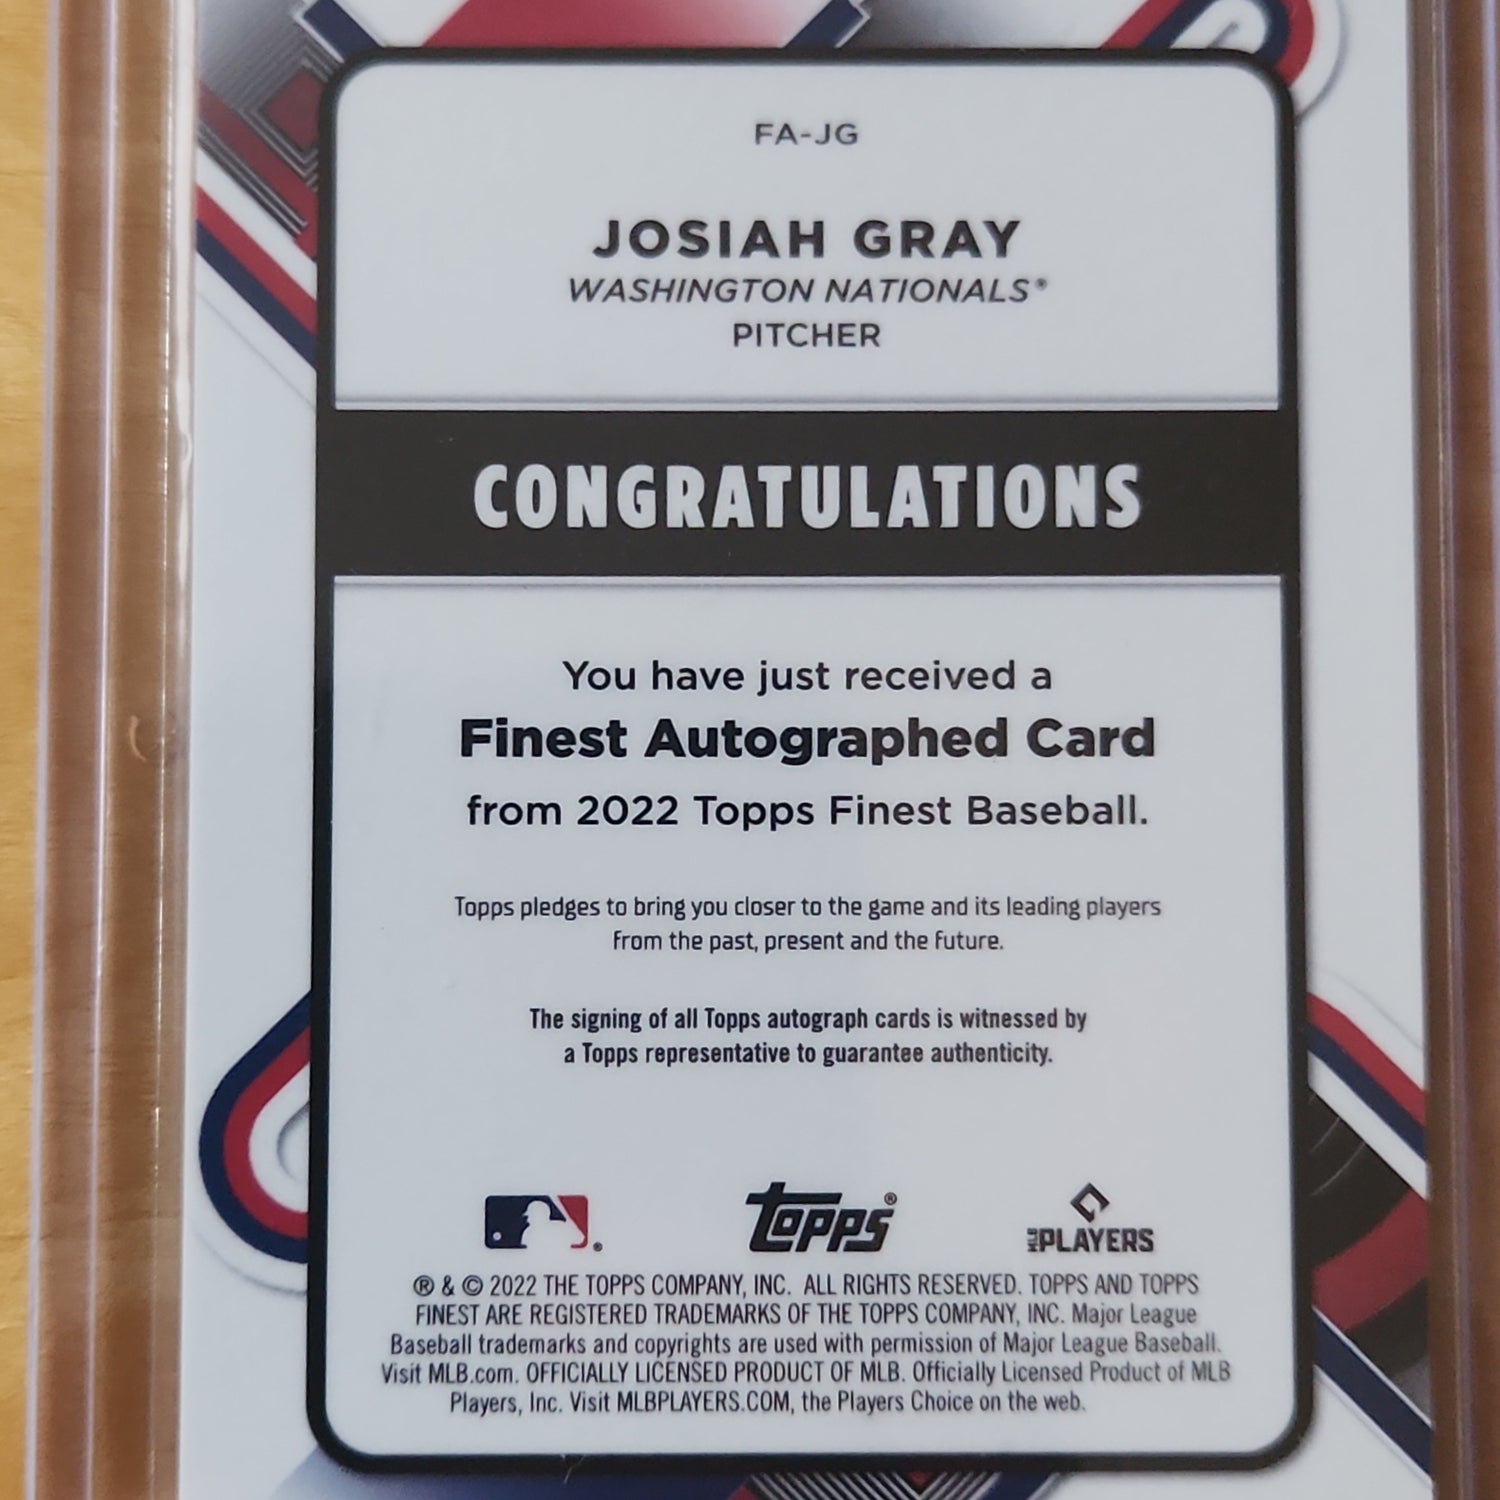 FA-JG
JOSIAH GRAY
WASHINGTON NATIONALS®
PITCHER
CONGRATULATIONS
You have just received a
Finest Autographed Card
from 2022 Topps Finest Baseball.
Topps pledges to bring you closer to the game and its leading players
from the past, present and the future.
The signing of all Topps autograph cards is witnessed by
a Topps representative to guarantee authenticity.
® topps® MLB PLAYERS
® & © 2022 THE TOPPS COMPANY, INC. ALL RIGHTS RESERVED. TOPPS AND TOPPS
FINEST ARE REGISTERED TRADEMARKS OF THE TOPPS COMPANY, INC. Major League
Baseball trademarks and copyrights are used with permission of Major League Baseball.
Visit MLB.com. OFFICIALLY LICENSED PRODUCT OF MLB. Officially Licensed Product of MLB
Players, Inc. Visit MLBPLAYERS.COM, the Players Choice on the web.